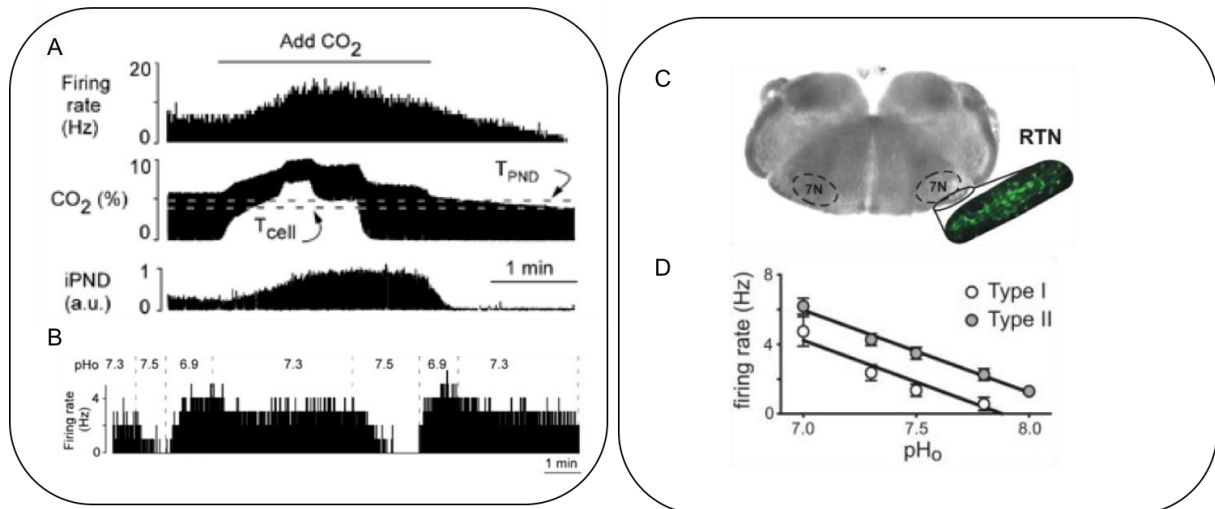 A
Add CO2
20
Firing
rate
(Hz)
0
10
TPND
CO2 (%)
Tcell
0
1 min
1
iPND
(a.u.)
0
B
pHo 7.3 7.5 6.9 7.3 7.5 6.9 7.3
Firing rate
(Hz)
4
0
1 min
C
RTN
7N 7N
D
8
Type I
Type II
firing rate (Hz)
4
0
7.0 7.5 8.0
pHo